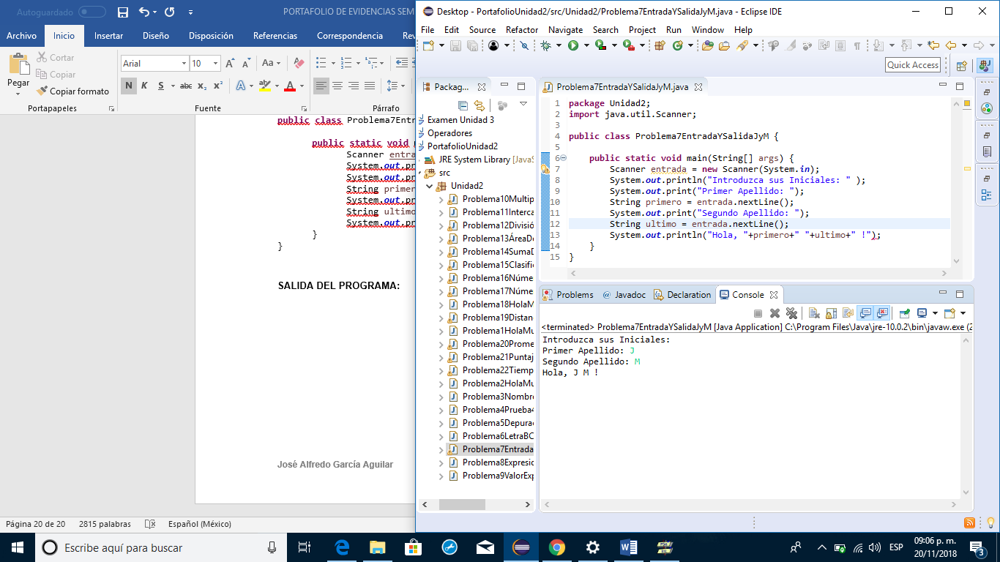 Autoguardado
PORTAFOLIO DE EVIDENCIAS SEM
Archivo Inicio Insertar Diseño Disposición Referencias Correspondencia Rev
Cortar
Copiar
Copiar formato
Pegar
Portapapeles
Arial 10
N K S abc x₂ x²
Fuente
Párrafo
public class Problema7Entr
public static void
Scanner entra
System.out.pr
System.out.pr
String primer
System.out.pr
String ultimo
System.out.pr
}
}
SALIDA DEL PROGRAMA:
José Alfredo García Aguilar
Página 20 de 20 2815 palabras Español (México)
Desktop - PortafolioUnidad2/src/Unidad2/Problema7EntradaYSalidaJyM.java - Eclipse IDE
File Edit Source Refactor Navigate Search Project Run Window Help
Quick Access
Packag...
Examen Unidad 3
Operadores
PortafolioUnidad2
JRE System Library [JavaS
src
Unidad2
Problema10Multip
Problema11Interca
Problema12Divisió
Problema13ÁreaDe
Problema14SumaD
Problema15Clasifi
Problema16Núme
Problema17Núme
Problema18HolaM
Problema19Distan
Problema1HolaMu
Problema20Prome
Problema21Puntaj
Problema22Tiemp
Problema2HolaMu
Problema3Nombre
Problema4Prueba4
Problema5Depurac
Problema6LetraBC
Problema7Entrada
Problema8Expresio
Problema9ValorExp
Problema7EntradaYSalidaJyM.java
1 package Unidad2;
2 import java.util.Scanner;
3
4 public class Problema7EntradaYSalidaJyM {
5
6 public static void main(String[] args) {
7 Scanner entrada = new Scanner(System.in);
8 System.out.println("Introduzca sus Iniciales: " );
9 System.out.print("Primer Apellido: ");
10 String primero = entrada.nextLine();
11 System.out.print("Segundo Apellido: ");
12 String ultimo = entrada.nextLine();
13 System.out.println("Hola, "+primero+" "+ultimo+" !");
14 }
15 }
Problems Javadoc Declaration Console
<terminated> Problema7EntradaYSalidaJyM [Java Application] C:\Program Files\Java\jre-10.0.2\bin\javaw.exe (2
Introduzca sus Iniciales:
Primer Apellido: J
Segundo Apellido: M
Hola, J M !
Escribe aquí para buscar
ESP
09:06 p. m.
20/11/2018
3